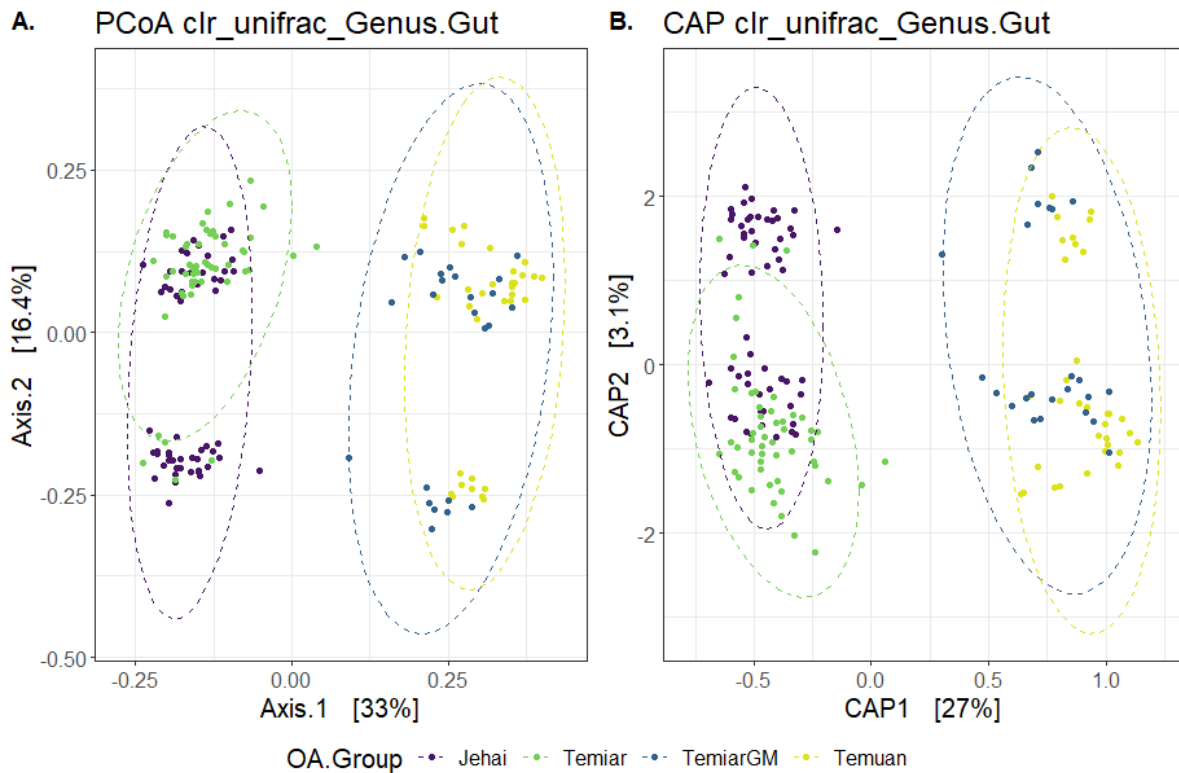 A. PCoA clr_unifrac_Genus.Gut
0.25
0.00
-0.25
-0.50
Axis.2 [16.4%]
-0.25 0.00 0.25
Axis.1 [33%]
B. CAP clr_unifrac_Genus.Gut
2
0
-2
CAP2 [3.1%]
-0.5 0.0 0.5 1.0
CAP1 [27%]
OA.Group Jehai Temiar TemiarGM Temuan